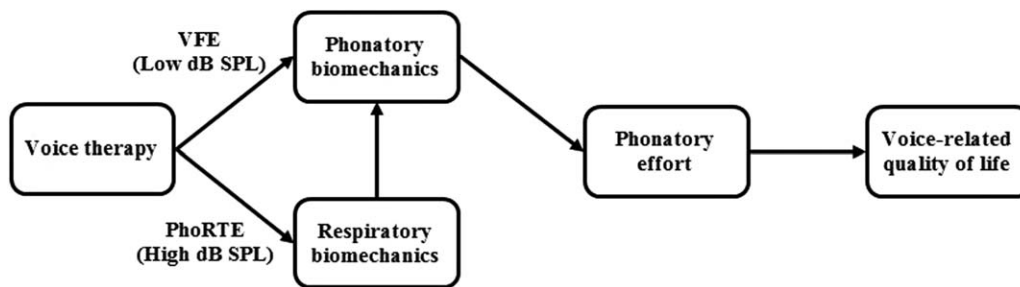 VFE
(Low dB SPL)
Phonatory
biomechanics
Voice therapy
Phonatory
effort
Voice-related
quality of life
PhoRTE
(High dB SPL)
Respiratory
biomechanics